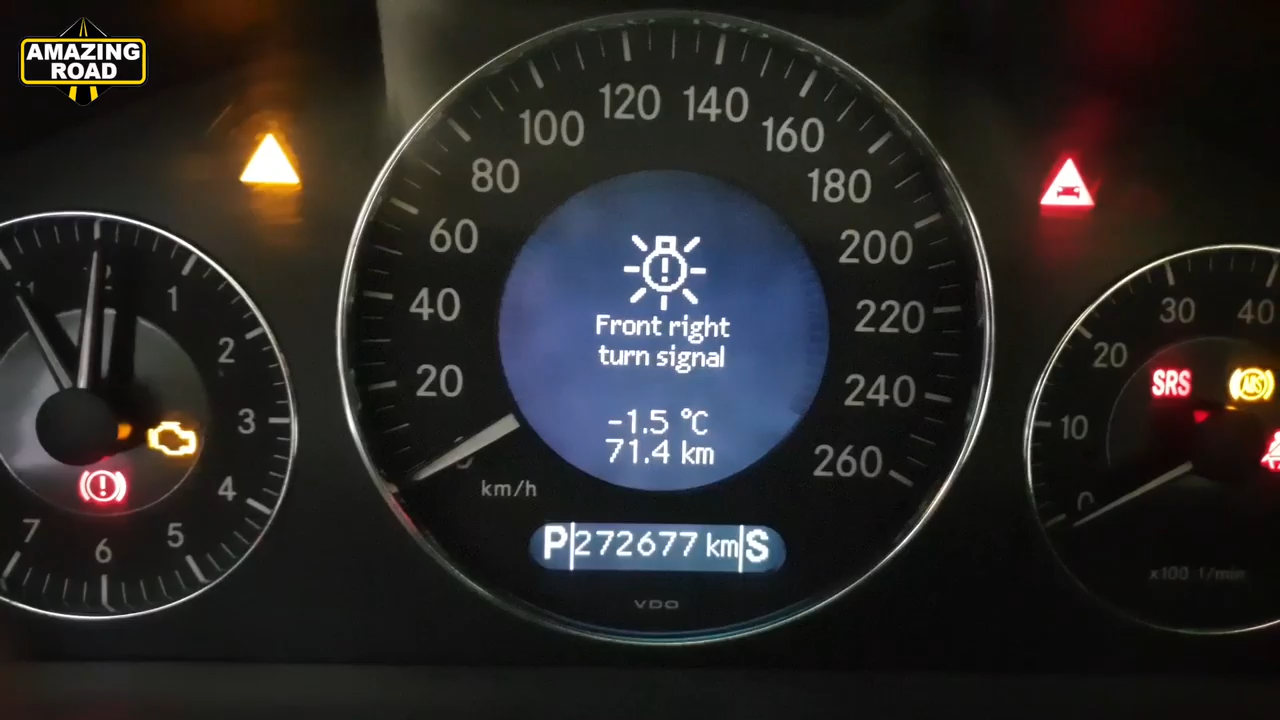 AMAZING
ROAD
120 140
100 160
80 180
60 200
40 220
20 240
0 260
km/h
Front right
turn signal
-1.5 °C
71.4 km
P 272677 km S
VDO
1
2
3
4
5
6
7
30 40
20
10
0
SRS
ABS
x100 1/min